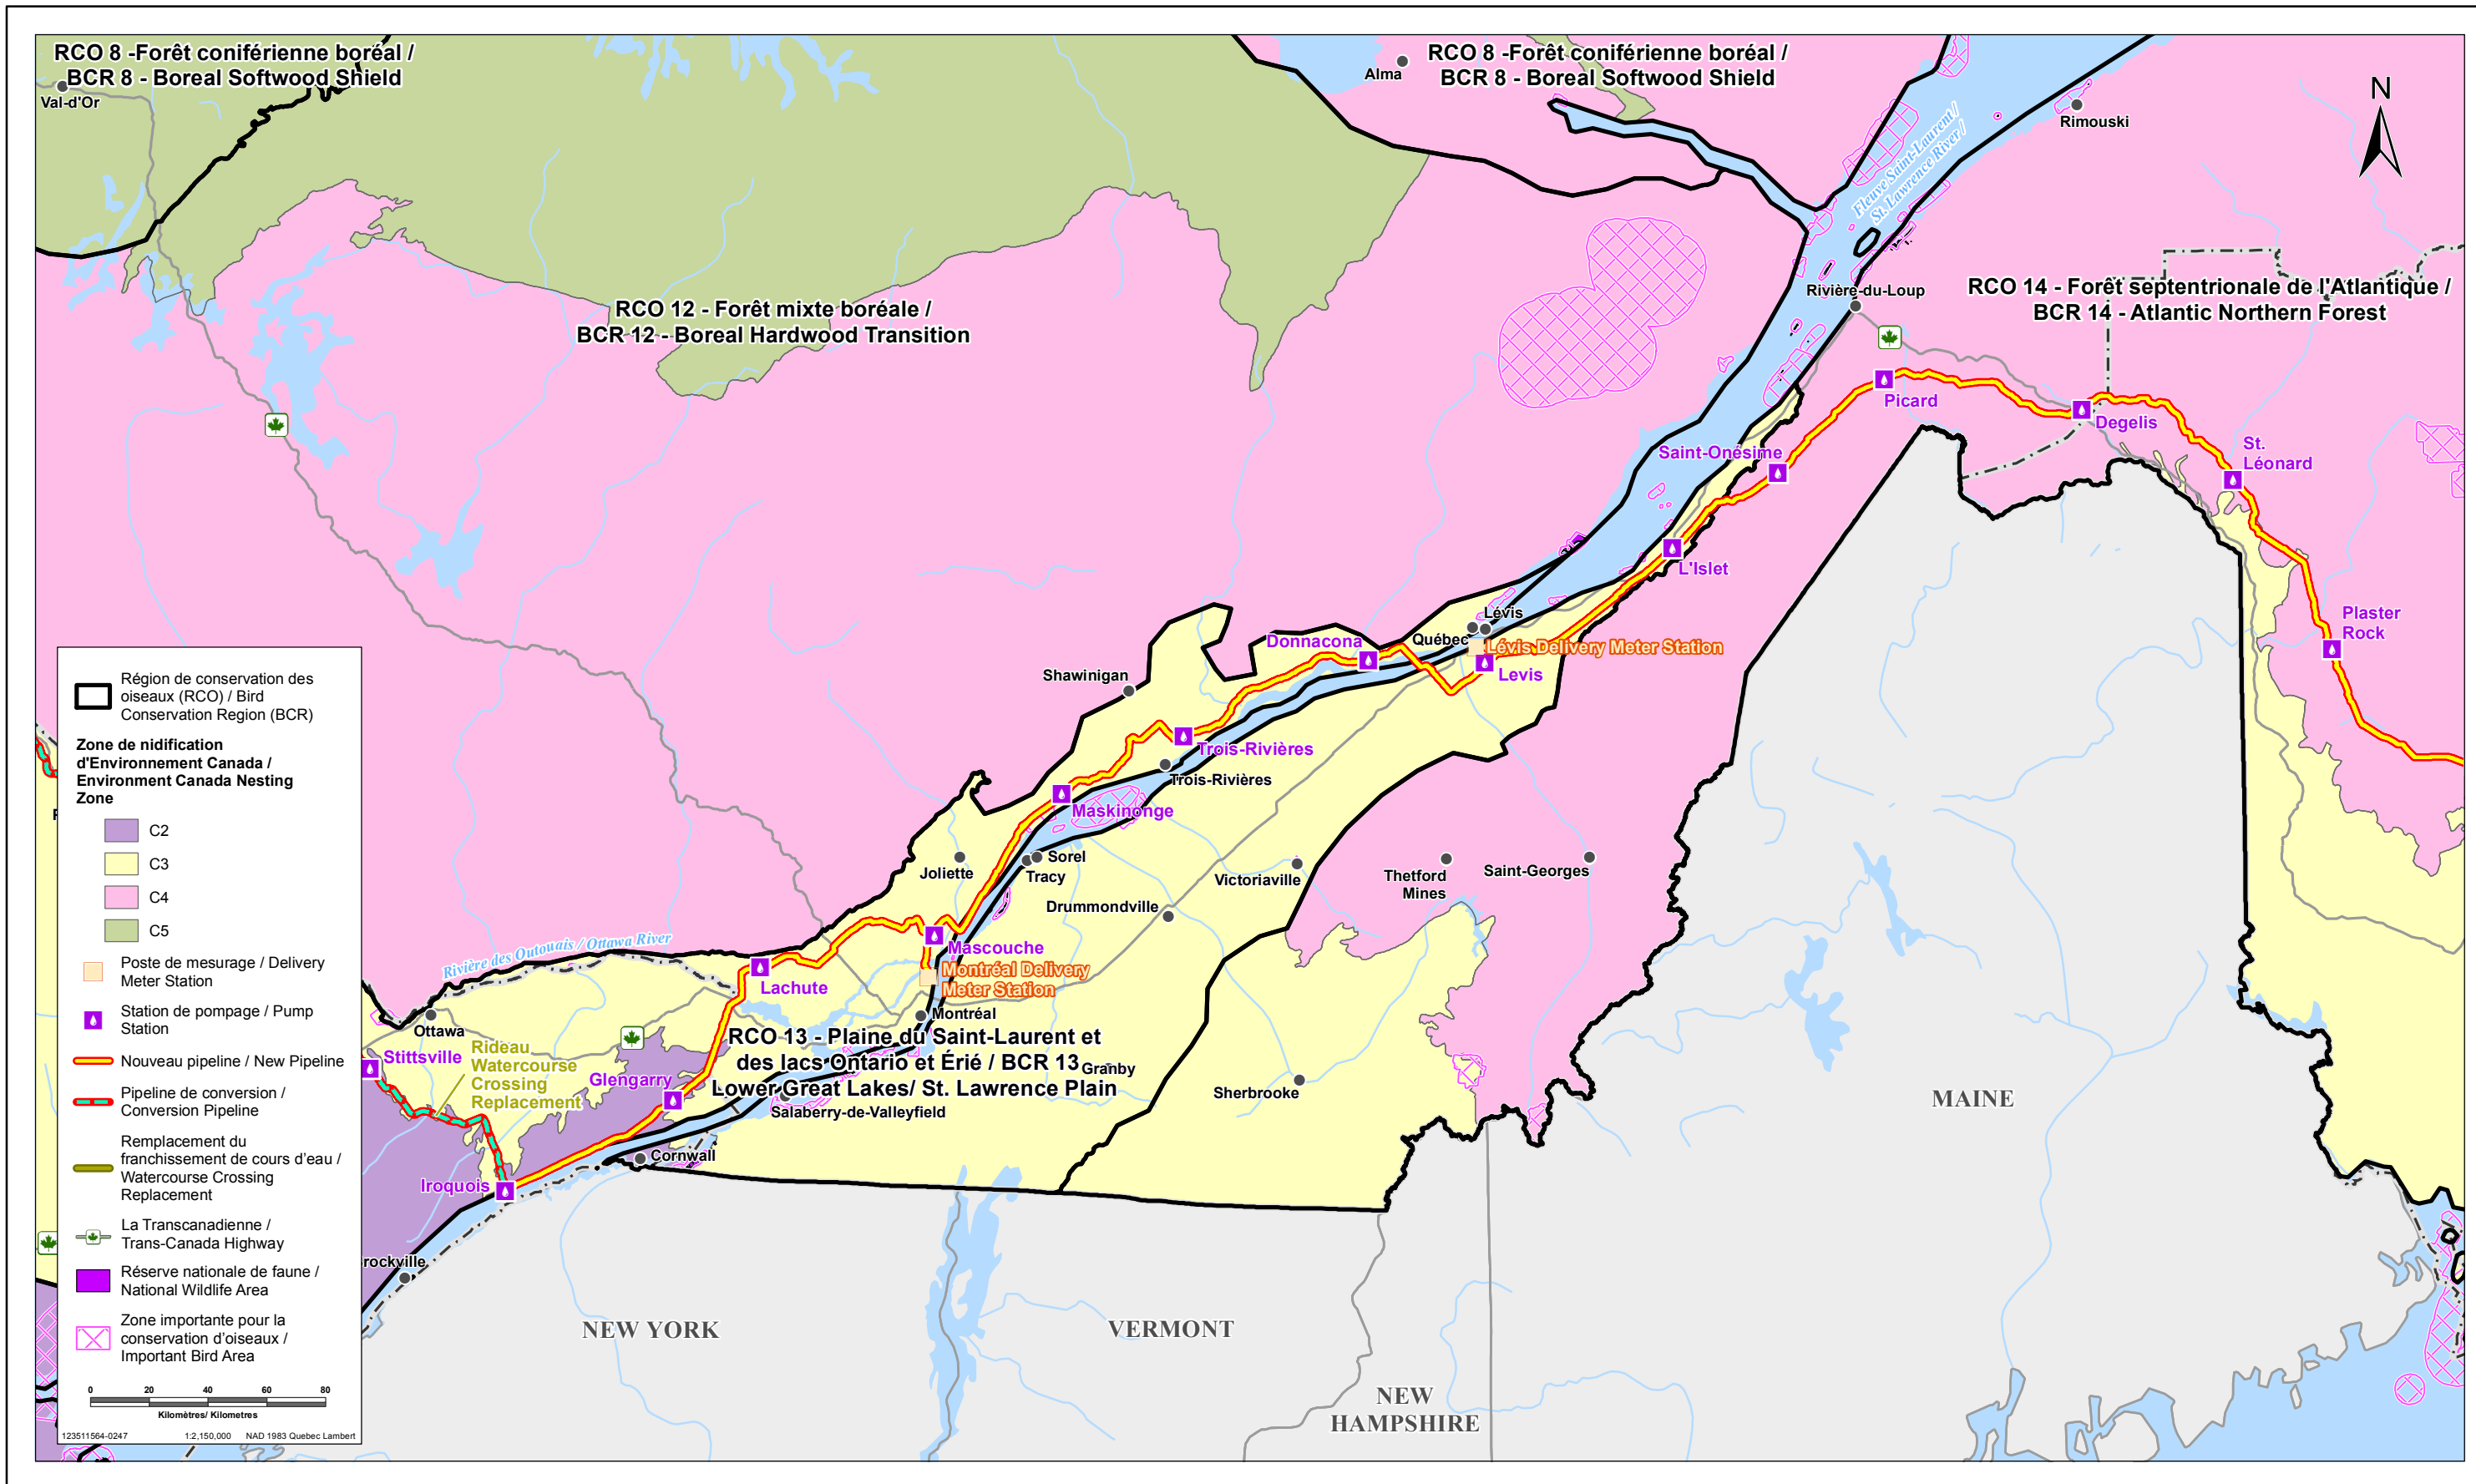 RCO 8 -Forêt coniférienne boréal /
BCR 8 - Boreal Softwood Shield
Val-d'Or
Alma
RCO 8 -Forêt coniférienne boréal /
BCR 8 - Boreal Softwood Shield
Fleuve Saint-Laurent /
St. Lawrence River /
Rimouski
N
RCO 12 - Forêt mixte boréale /
BCR 12 - Boreal Hardwood Transition
Rivière-du-Loup
RCO 14 - Forêt septentrionale de l'Atlantique /
BCR 14 - Atlantic Northern Forest
Picard
Degelis
Saint-Onésime
St.
Léonard
L'Islet
Plaster
Rock
Lévis
Québec
Lévis Delivery Meter Station
Levis
Donnacona
Shawinigan
Trois-Rivières
Trois-Rivières
Maskinonge
Joliette
Sorel
Tracy
Victoriaville
Thetford
Mines
Saint-Georges
Drummondville
Mascouche
Montréal Delivery
Meter Station
Lachute
Rivière des Outouais / Ottawa River
Ottawa
Montréal
RCO 13 - Plaine du Saint-Laurent et
des lacs Ontario et Érié / BCR 13
Lower Great Lakes/ St. Lawrence Plain
Granby
Sherbrooke
Salaberry-de-Valleyfield
Stittsville
Rideau
Watercourse
Crossing
Replacement
Glengarry
Cornwall
Iroquois
rockville
MAINE
NEW YORK
VERMONT
NEW
HAMPSHIRE
Région de conservation des
oiseaux (RCO) / Bird
Conservation Region (BCR)
Zone de nidification
d'Environnement Canada /
Environment Canada Nesting
Zone
C2
C3
C4
C5
Poste de mesurage / Delivery
Meter Station
Station de pompage / Pump
Station
Nouveau pipeline / New Pipeline
Pipeline de conversion /
Conversion Pipeline
Remplacement du
franchissement de cours d'eau /
Watercourse Crossing
Replacement
La Transcanadienne /
Trans-Canada Highway
Réserve nationale de faune /
National Wildlife Area
Zone importante pour la
conservation d'oiseaux /
Important Bird Area
0 20 40 60 80
Kilomètres/ Kilometres
123511564-0247 1:2,150,000 NAD 1983 Quebec Lambert